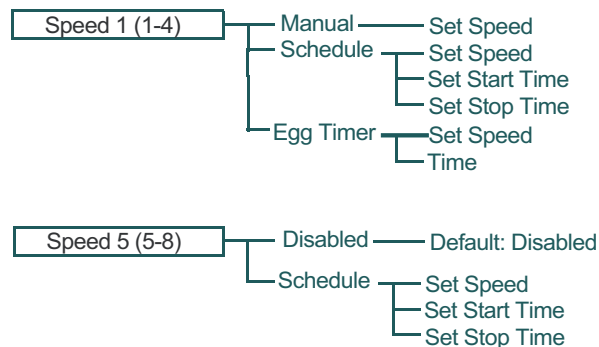 Speed 1 (1-4)
Manual
Set Speed
Schedule
Set Speed
Set Start Time
Set Stop Time
Egg Timer
Set Speed
Time
Speed 5 (5-8)
Disabled
Default: Disabled
Schedule
Set Speed
Set Start Time
Set Stop Time